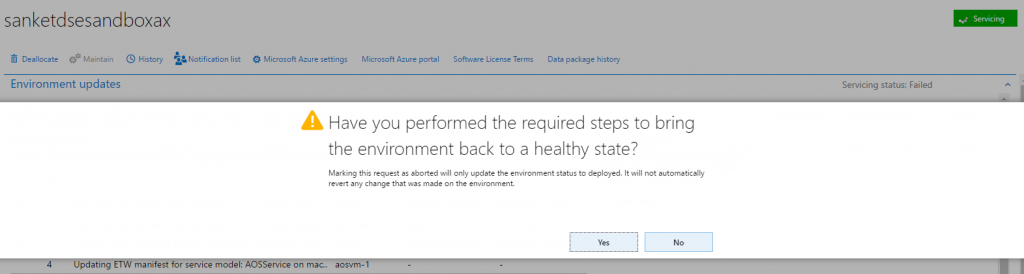 sanketdsesandboxax
Servicing
Deallocate Maintain History Notification list Microsoft Azure settings Microsoft Azure portal Software License Terms Data package history
Environment updates Servicing status: Failed
Have you performed the required steps to bring
the environment back to a healthy state?
Marking this request as aborted will only update the environment status to deployed. It will not automatically
revert any change that was made on the environment.
Yes No
4 Updating ETW manifest for service model: AOSService on mac.. aosvm-1 - -